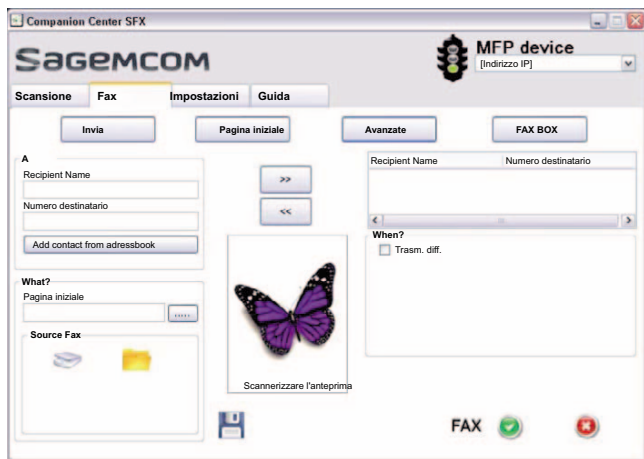 Companion Center SFX
SAGEMCOM
MFP device
[Indirizzo IP]
Scansione Fax Impostazioni Guida
Invia Pagina iniziale Avanzate FAX BOX
A
Recipient Name
Numero destinatario
Add contact from adressbook
>>
<<
Recipient Name Numero destinatario
When?
Trasm. diff.
What?
Pagina iniziale
.....
Source Fax
Scannerizzare l'anteprima
FAX